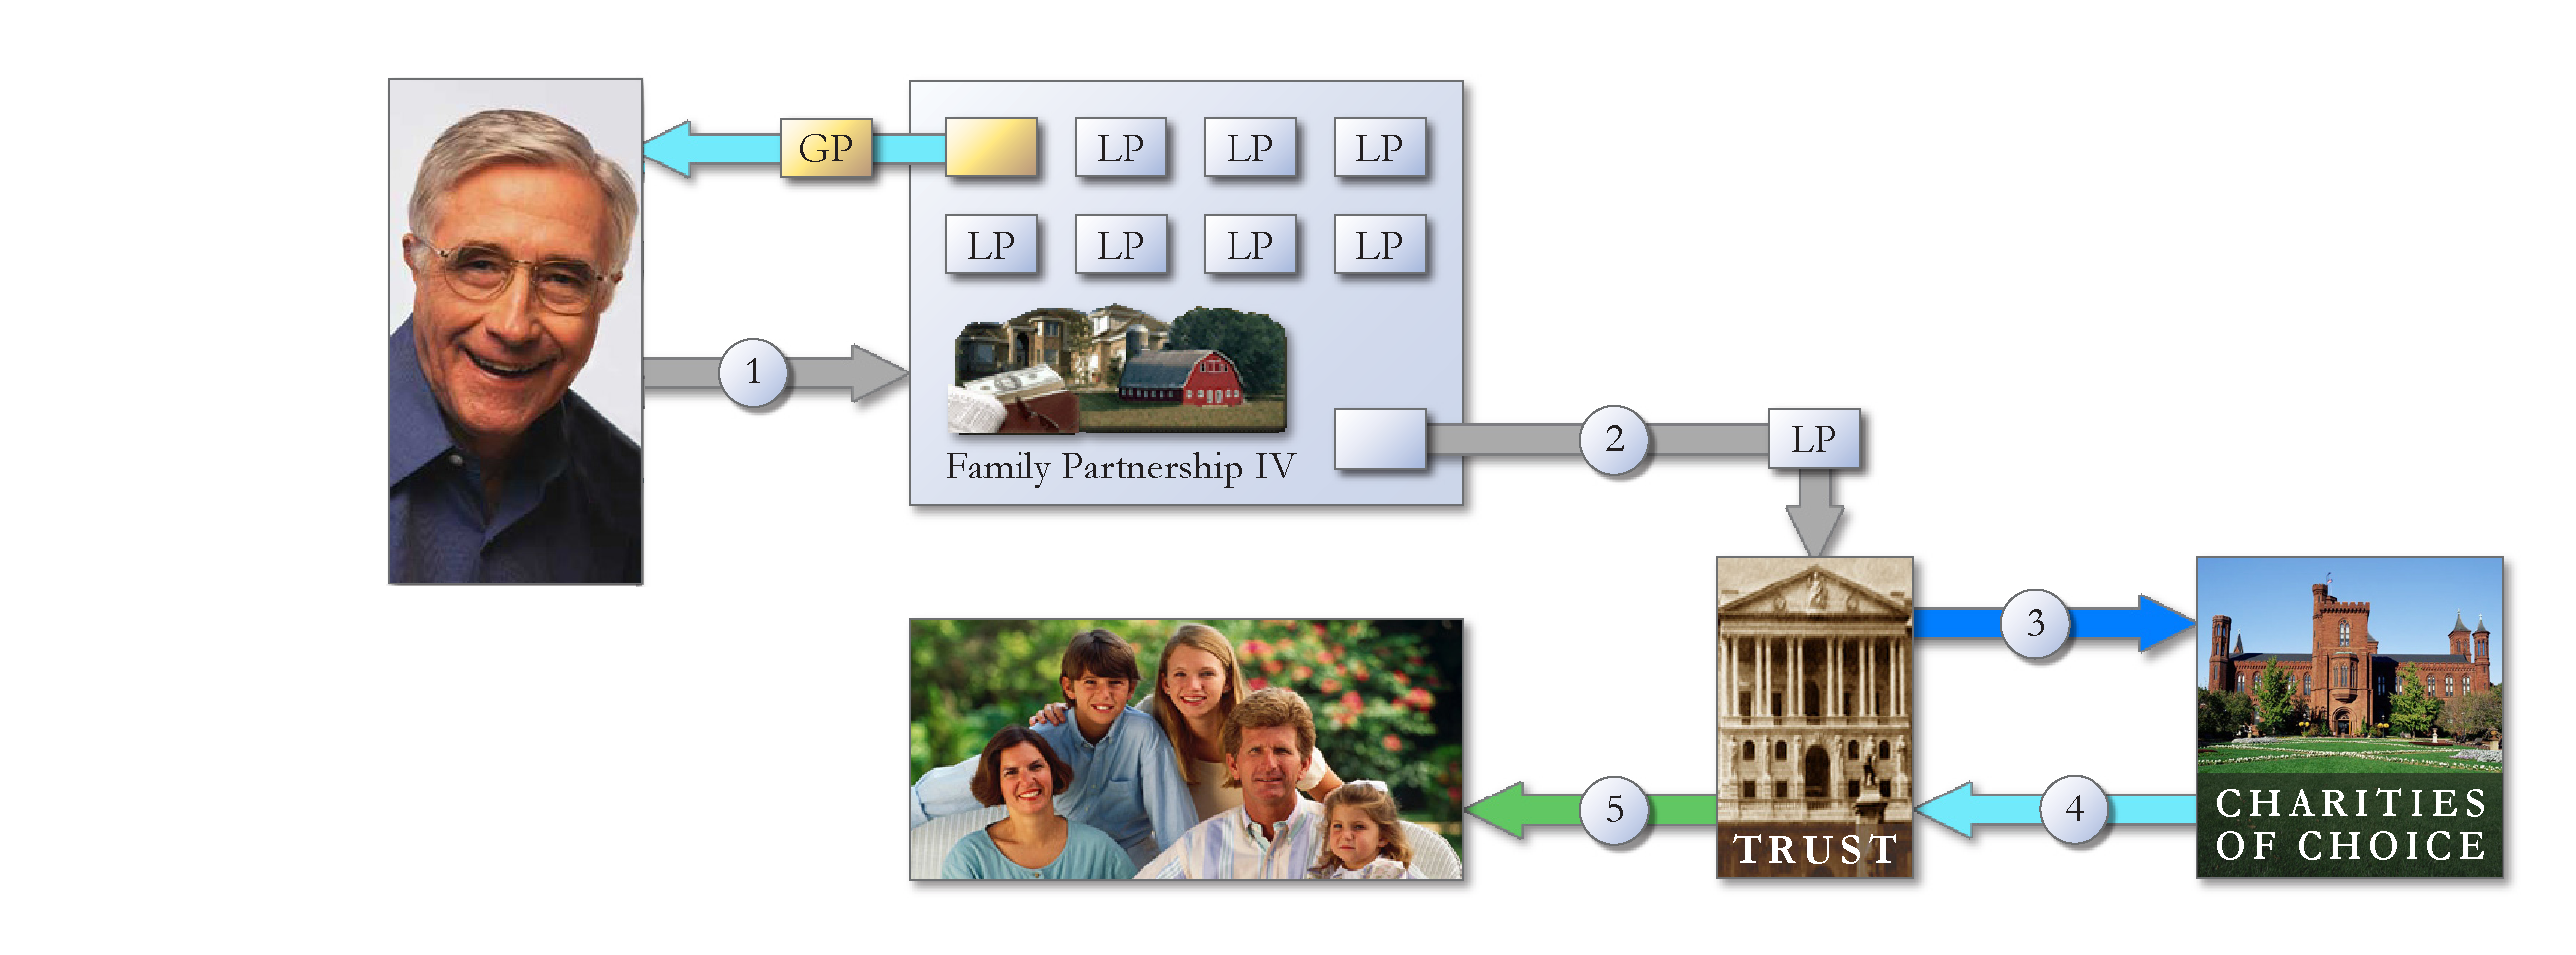 GP
LP
LP
LP
LP
LP
LP
LP
1
Family Partnership IV
2
LP
3
4
5
TRUST
CHARITIES
OF CHOICE